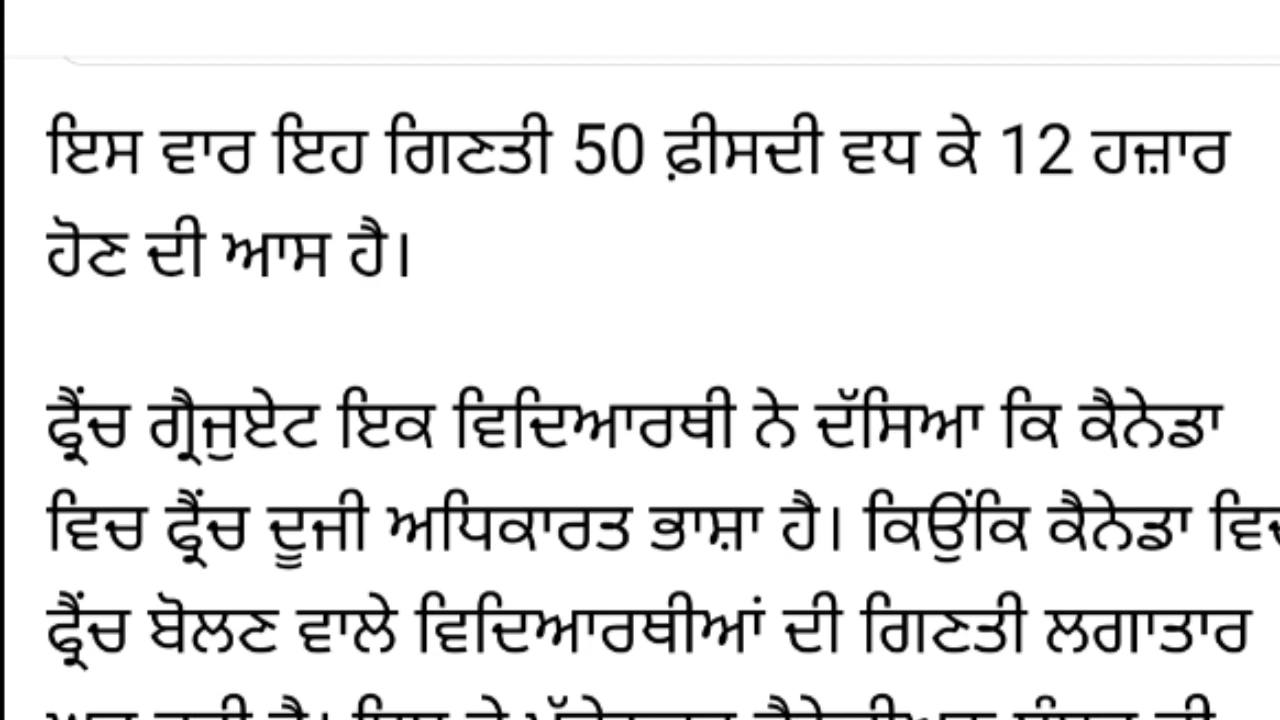 ਇਸ ਵਾਰ ਇਹ ਗਿਣਤੀ 50 ਫ਼ੀਸਦੀ ਵਧ ਕੇ 12 ਹਜ਼ਾਰ
ਹੋਣ ਦੀ ਆਸ ਹੈ।
ਫ੍ਰੈਂਚ ਗ੍ਰੈਜੁਏਟ ਇਕ ਵਿਦਿਆਰਥੀ ਨੇ ਦੱਸਿਆ ਕਿ ਕੈਨੇਡਾ
ਵਿਚ ਫ੍ਰੈਂਚ ਦੂਜੀ ਅਧਿਕਾਰਤ ਭਾਸ਼ਾ ਹੈ। ਕਿਉਂਕਿ ਕੈਨੇਡਾ
ਫ੍ਰੈਂਚ ਬੋਲਣ ਵਾਲੇ ਵਿਦਿਆਰਥੀਆਂ ਦੀ ਗਿਣਤੀ ਲਗਾਤਾਰ